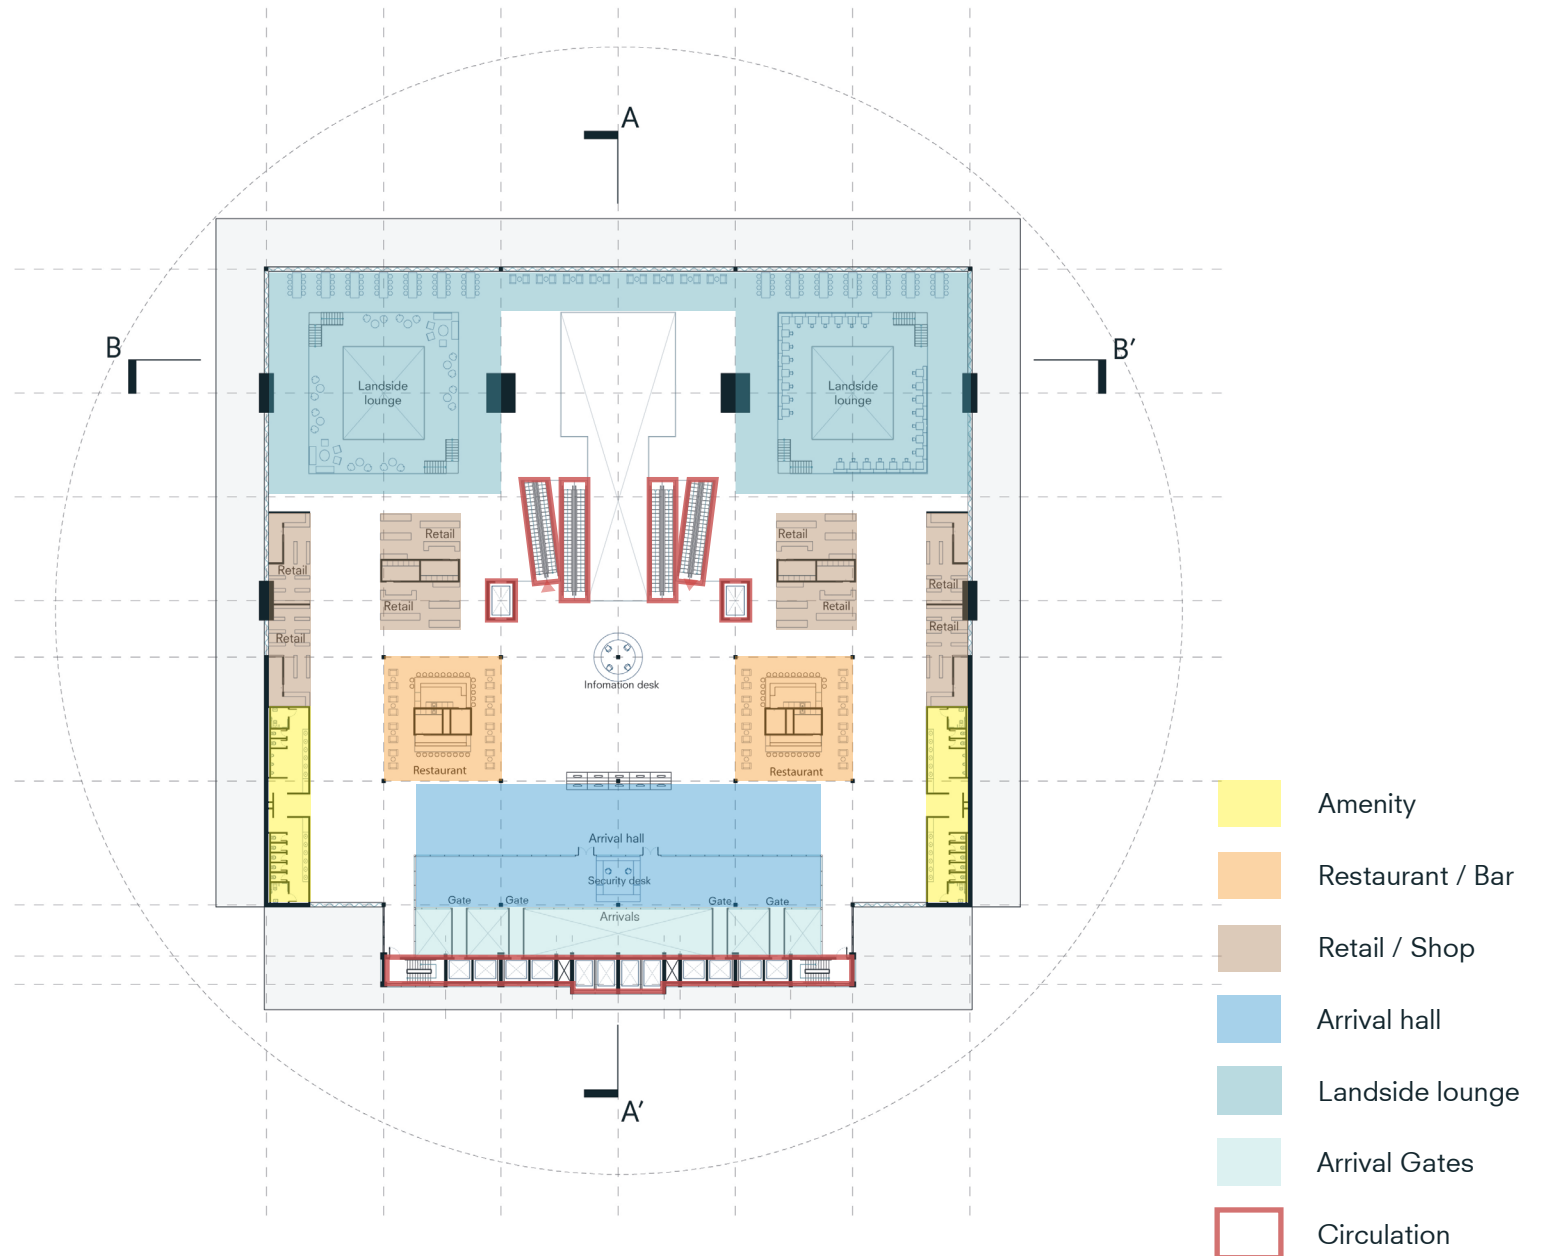 A
B
B′
Landside
lounge
Landside
lounge
Retail
Retail
Retail
Retail
Retail
Retail
Retail
Retail
Infomation desk
Restaurant
Restaurant
Arrival hall
Security desk
Gate
Gate
Gate
Gate
Arrivals
A′
Amenity
Restaurant / Bar
Retail / Shop
Arrival hall
Landside lounge
Arrival Gates
Circulation